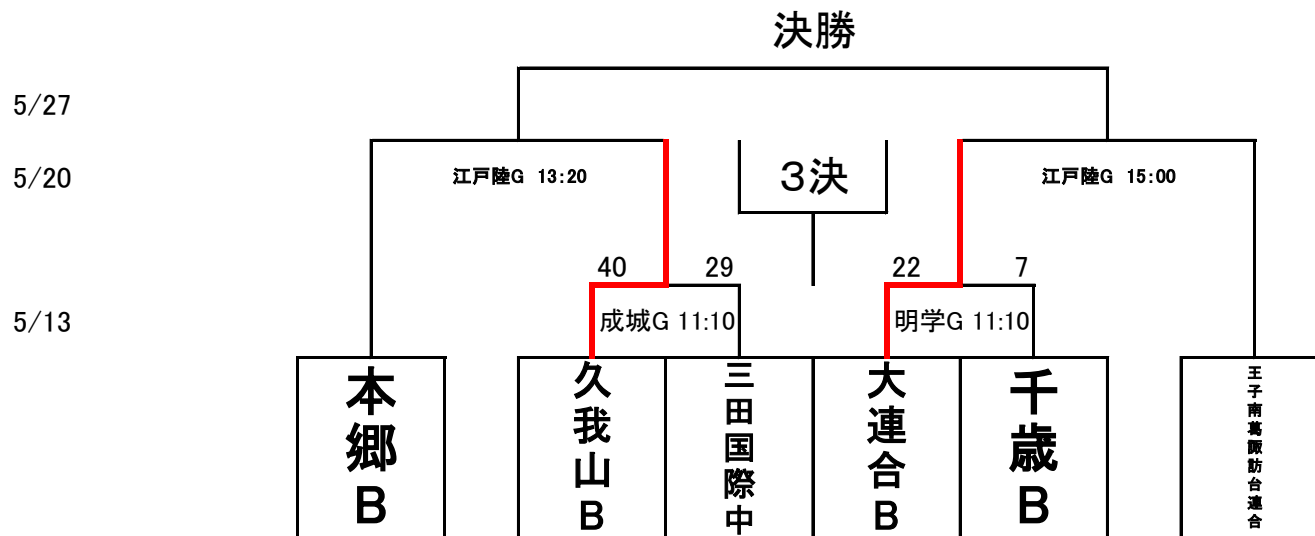 決勝
5/27
5/20
江戸陸G 13:20
3決
江戸陸G 15:00
40
29
22
7
5/13
成城G 11:10
明学G 11:10
本郷B
久我山B
三田国際中
大連合B
千歳B
王子南葛諏訪台連合